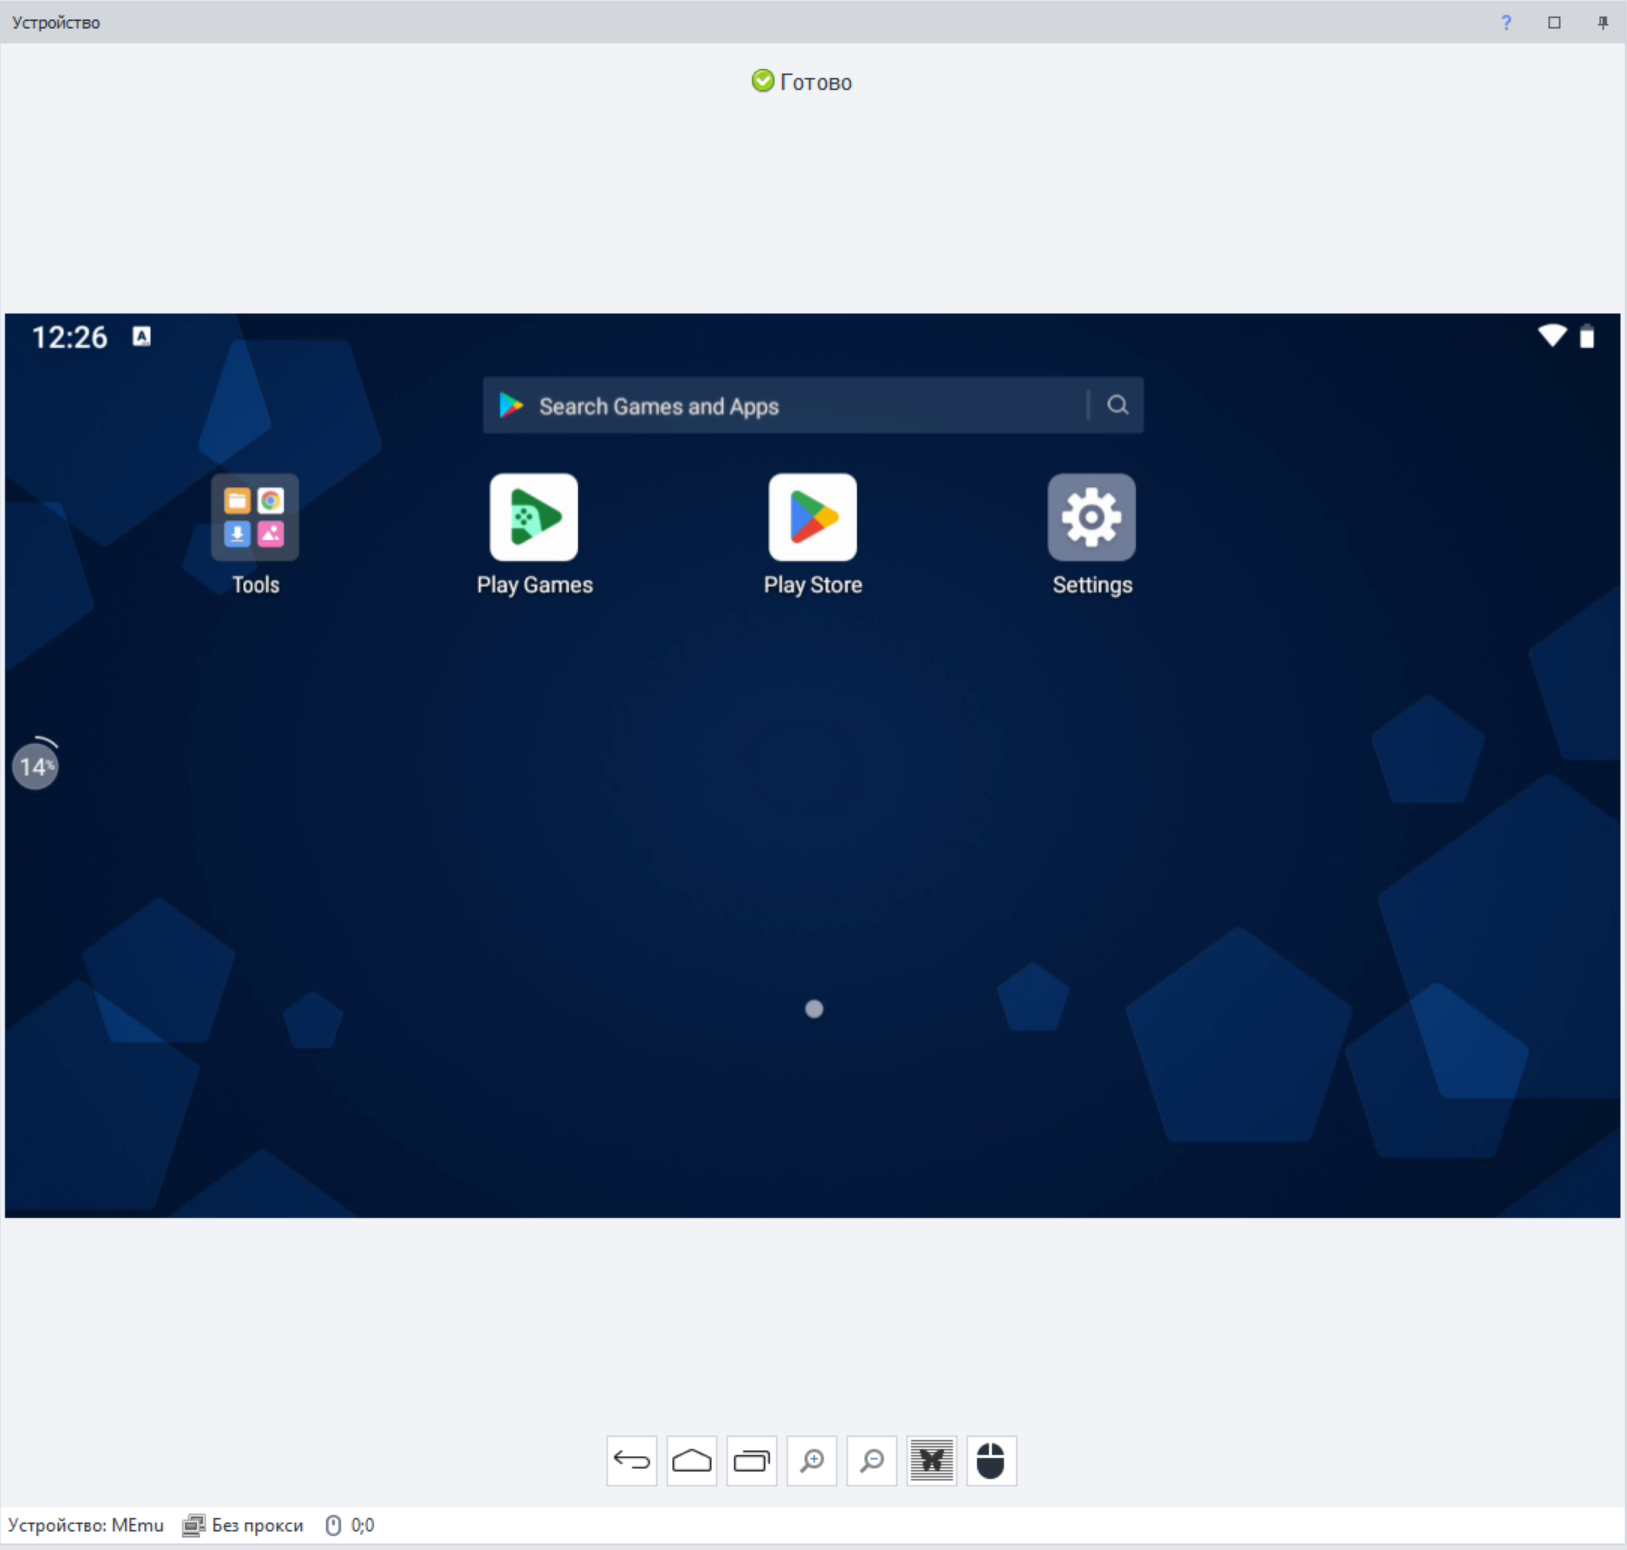 Устройство
?
Готово
12:26 A
Search Games and Apps
Tools
Play Games
Play Store
Settings
14%
Устройство: MEmu
Без прокси
0;0